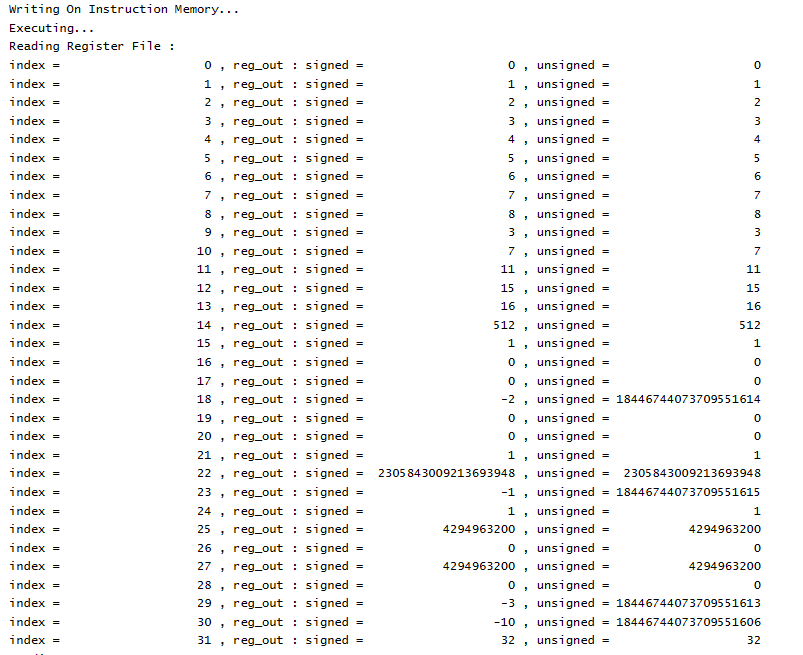 Writing On Instruction Memory...
Executing...
Reading Register File :
index = 0 , reg_out : signed = 0 , unsigned = 0
index = 1 , reg_out : signed = 1 , unsigned = 1
index = 2 , reg_out : signed = 2 , unsigned = 2
index = 3 , reg_out : signed = 3 , unsigned = 3
index = 4 , reg_out : signed = 4 , unsigned = 4
index = 5 , reg_out : signed = 5 , unsigned = 5
index = 6 , reg_out : signed = 6 , unsigned = 6
index = 7 , reg_out : signed = 7 , unsigned = 7
index = 8 , reg_out : signed = 8 , unsigned = 8
index = 9 , reg_out : signed = 3 , unsigned = 3
index = 10 , reg_out : signed = 7 , unsigned = 7
index = 11 , reg_out : signed = 11 , unsigned = 11
index = 12 , reg_out : signed = 15 , unsigned = 15
index = 13 , reg_out : signed = 16 , unsigned = 16
index = 14 , reg_out : signed = 512 , unsigned = 512
index = 15 , reg_out : signed = 1 , unsigned = 1
index = 16 , reg_out : signed = 0 , unsigned = 0
index = 17 , reg_out : signed = 0 , unsigned = 0
index = 18 , reg_out : signed = -2 , unsigned = 18446744073709551614
index = 19 , reg_out : signed = 0 , unsigned = 0
index = 20 , reg_out : signed = 0 , unsigned = 0
index = 21 , reg_out : signed = 1 , unsigned = 1
index = 22 , reg_out : signed = 2305843009213693948 , unsigned = 2305843009213693948
index = 23 , reg_out : signed = -1 , unsigned = 18446744073709551615
index = 24 , reg_out : signed = 1 , unsigned = 1
index = 25 , reg_out : signed = 4294963200 , unsigned = 4294963200
index = 26 , reg_out : signed = 0 , unsigned = 0
index = 27 , reg_out : signed = 4294963200 , unsigned = 4294963200
index = 28 , reg_out : signed = 0 , unsigned = 0
index = 29 , reg_out : signed = -3 , unsigned = 18446744073709551613
index = 30 , reg_out : signed = -10 , unsigned = 18446744073709551606
index = 31 , reg_out : signed = 32 , unsigned = 32